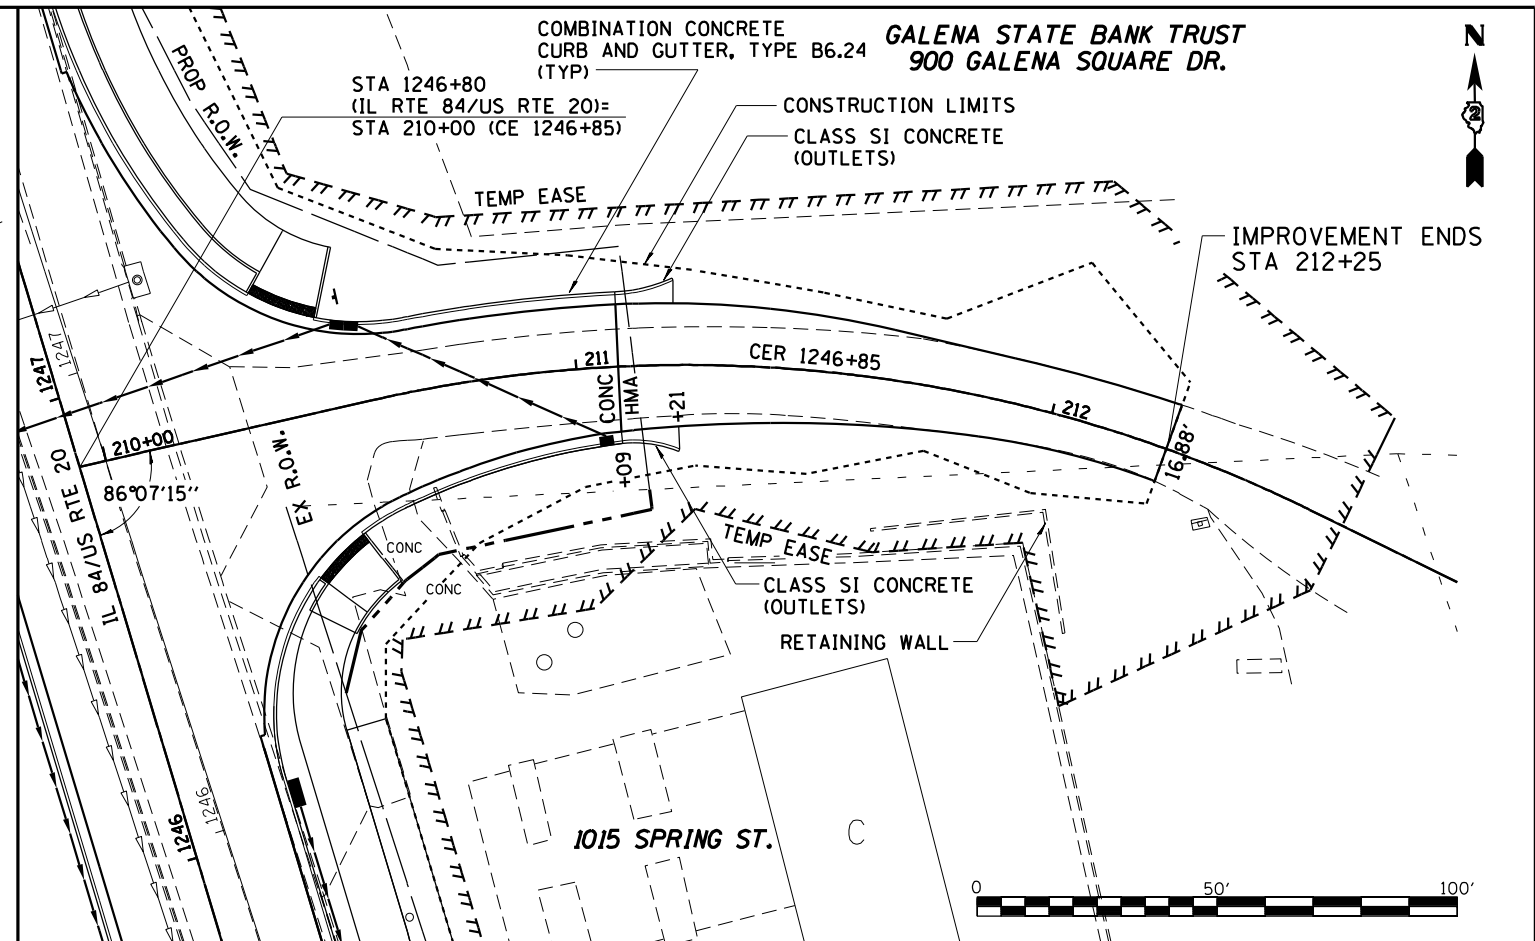 COMBINATION CONCRETE
CURB AND GUTTER, TYPE B6.24
(TYP)
GALENA STATE BANK TRUST
900 GALENA SQUARE DR.
N
2
PROP R.O.W.
STA 1246+80
(IL RTE 84/US RTE 20)=
STA 210+00 (CE 1246+85)
CONSTRUCTION LIMITS
CLASS SI CONCRETE
(OUTLETS)
TEMP EASE
IMPROVEMENT ENDS
STA 212+25
1247
1247
211
CER 1246+85
CONC
HMA
+21
212
210+00
+09
16.88'
86°07'15''
EX R.O.W.
IL 84/US RTE 20
CONC
CONC
TEMP EASE
CLASS SI CONCRETE
(OUTLETS)
RETAINING WALL
1246
1246
1015 SPRING ST.
C
0 50' 100'